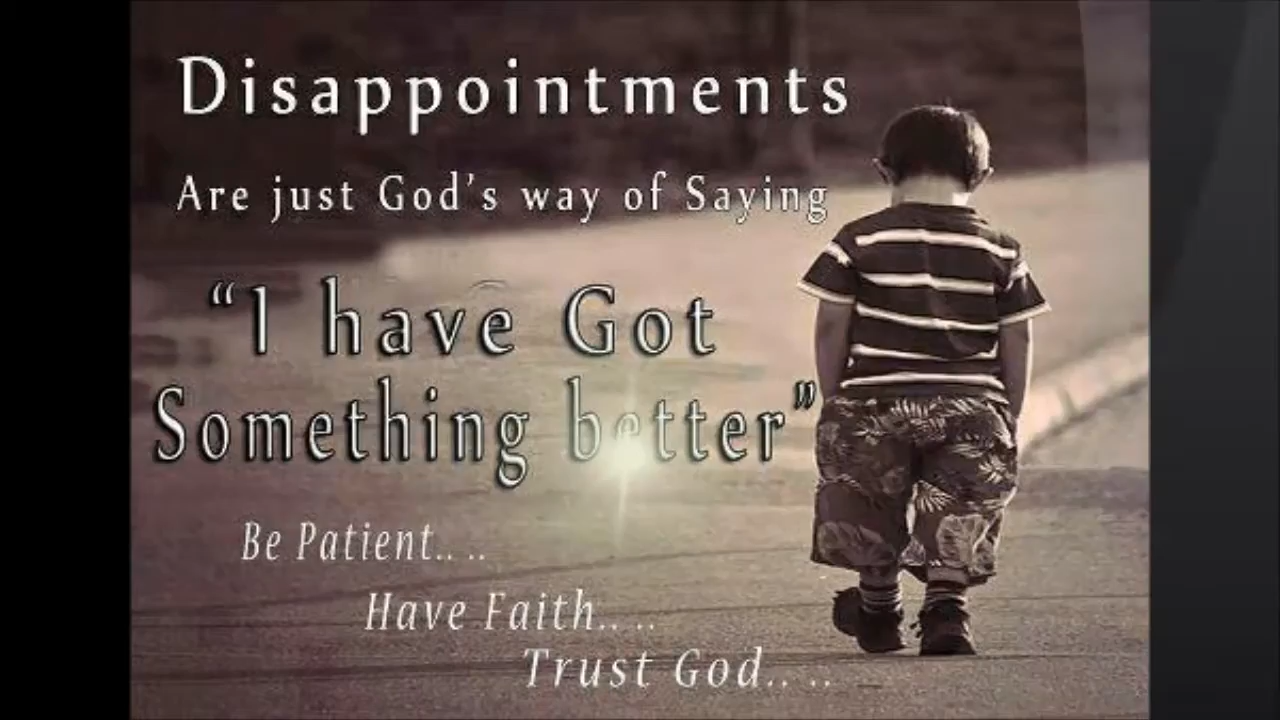 Disappointments
Are just God's way of Saying
“I have Got
Something better”
Be Patient.. ..
Have Faith.. ..
Trust God.. ..